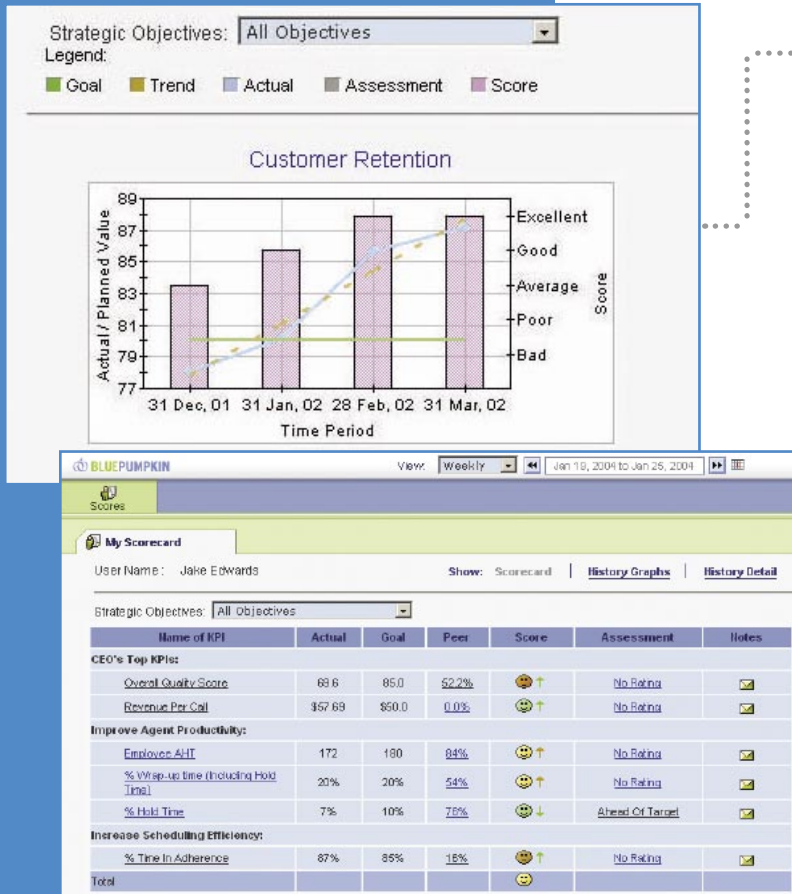 Strategic Objectives: All Objectives
Legend:
Goal Trend Actual Assessment Score
Customer Retention
Actual / Planned Value
89
87
85
83
81
79
77
Excellent
Good
Average
Poor
Bad
Score
31 Dec, 01 31 Jan, 02 28 Feb, 02 31 Mar, 02
Time Period
BLUEPUMPKIN View: Weekly Jan 19, 2004 to Jan 25, 2004
Scores
My Scorecard
User Name : Jake Edwards Show: Scorecard | History Graphs | History Detail
Strategic Objectives: All Objectives
Name of KPI Actual Goal Peer Score Assessment Notes
CEO's Top KPIs:
Overall Quality Score 69.6 85.0 52.2% No Rating
Revenue Per Call $57.69 $50.0 0.0% No Rating
Improve Agent Productivity:
Employee AHT 172 180 84% No Rating
% Wrap-up time (Including Hold
Time) 20% 20% 54% No Rating
% Hold Time 7% 10% 76% Ahead Of Target
Increase Scheduling Efficiency:
% Time In Adherence 87% 85% 16% No Rating
Total